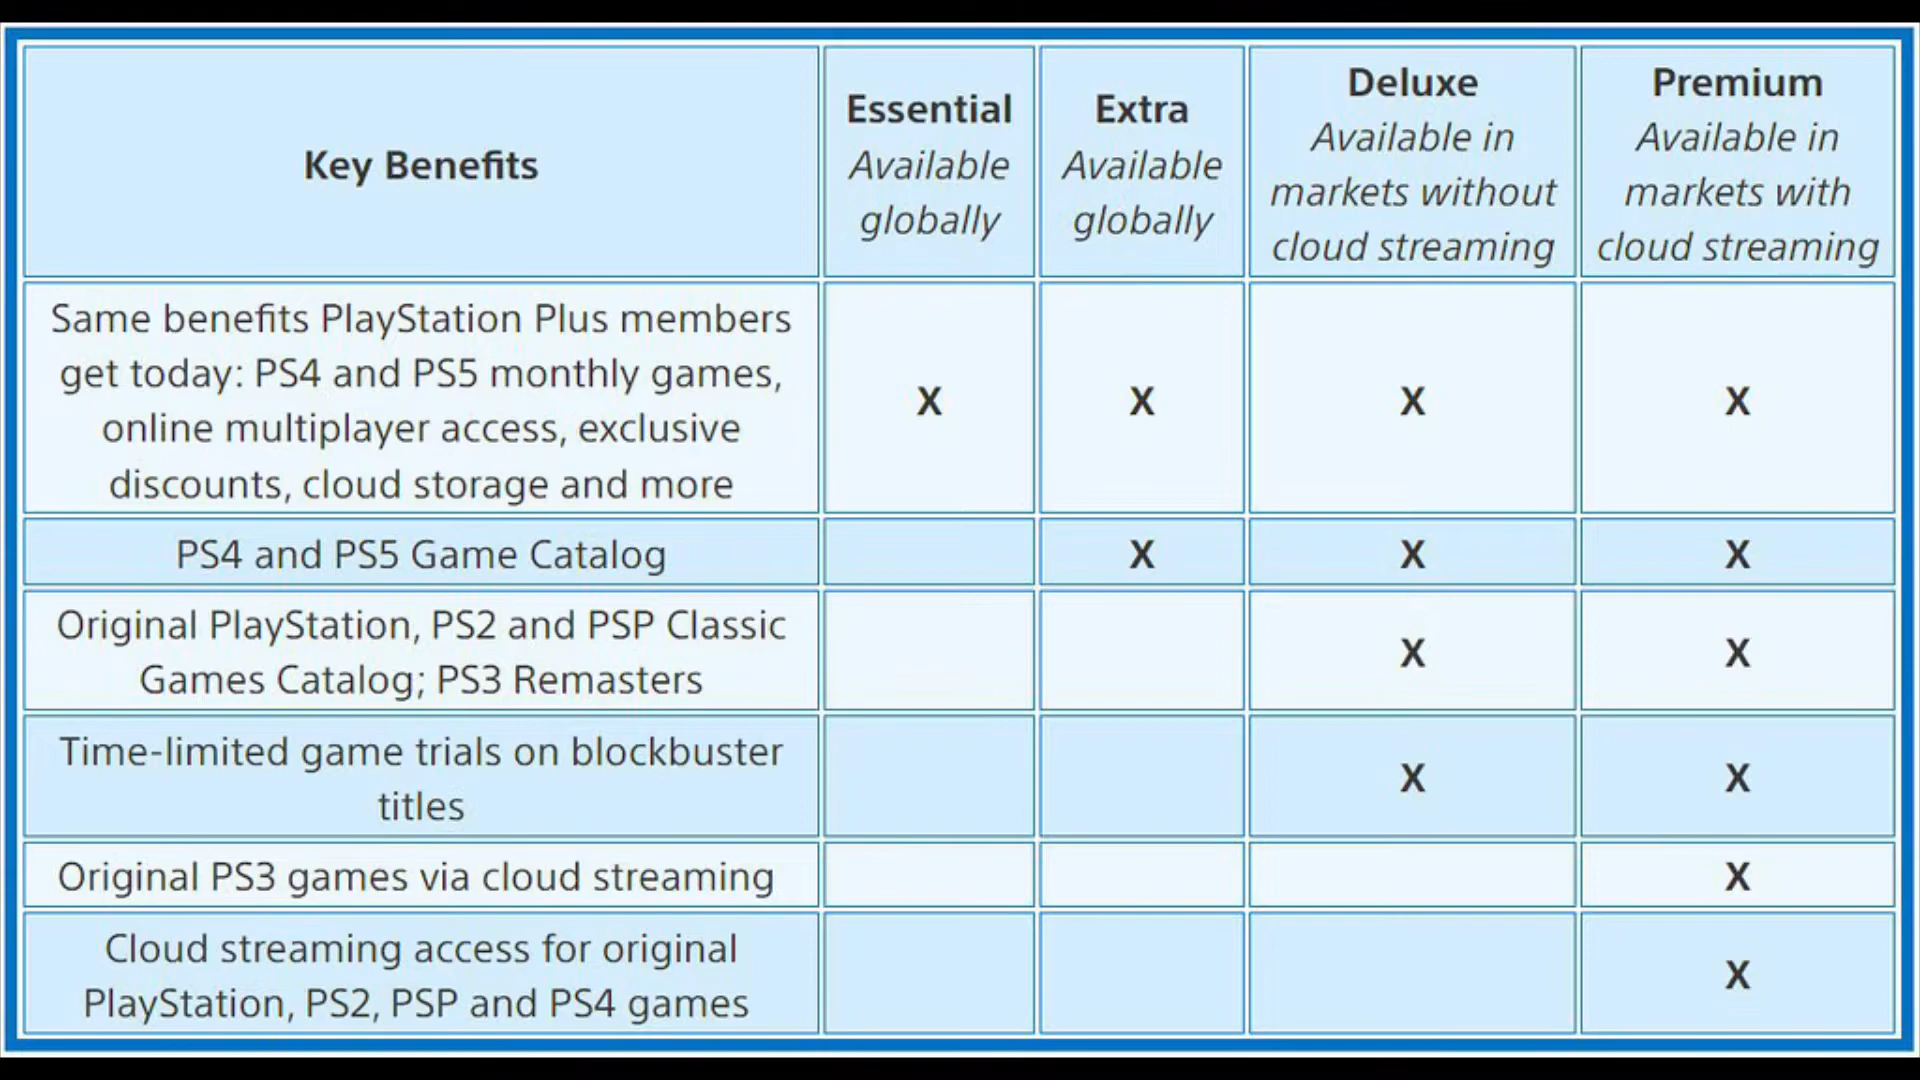 Key Benefits
Essential
Available
globally
Extra
Available
globally
Deluxe
Available in
markets without
cloud streaming
Premium
Available in
markets with
cloud streaming
Same benefits PlayStation Plus members
get today: PS4 and PS5 monthly games,
online multiplayer access, exclusive
discounts, cloud storage and more
X X X X
PS4 and PS5 Game Catalog
X X X
Original PlayStation, PS2 and PSP Classic
Games Catalog; PS3 Remasters
X X
Time-limited game trials on blockbuster
titles
X X
Original PS3 games via cloud streaming
X
Cloud streaming access for original
PlayStation, PS2, PSP and PS4 games
X